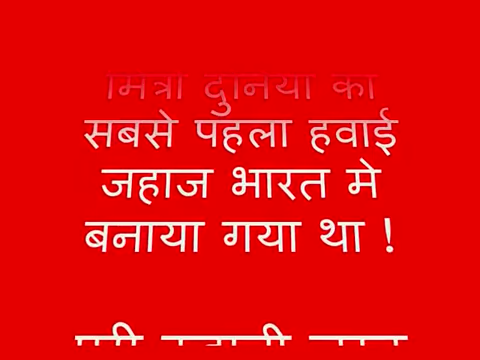 मित्रो दुनिया का
सबसे पहला हवाई
जहाज भारत मे
बनाया गया था !